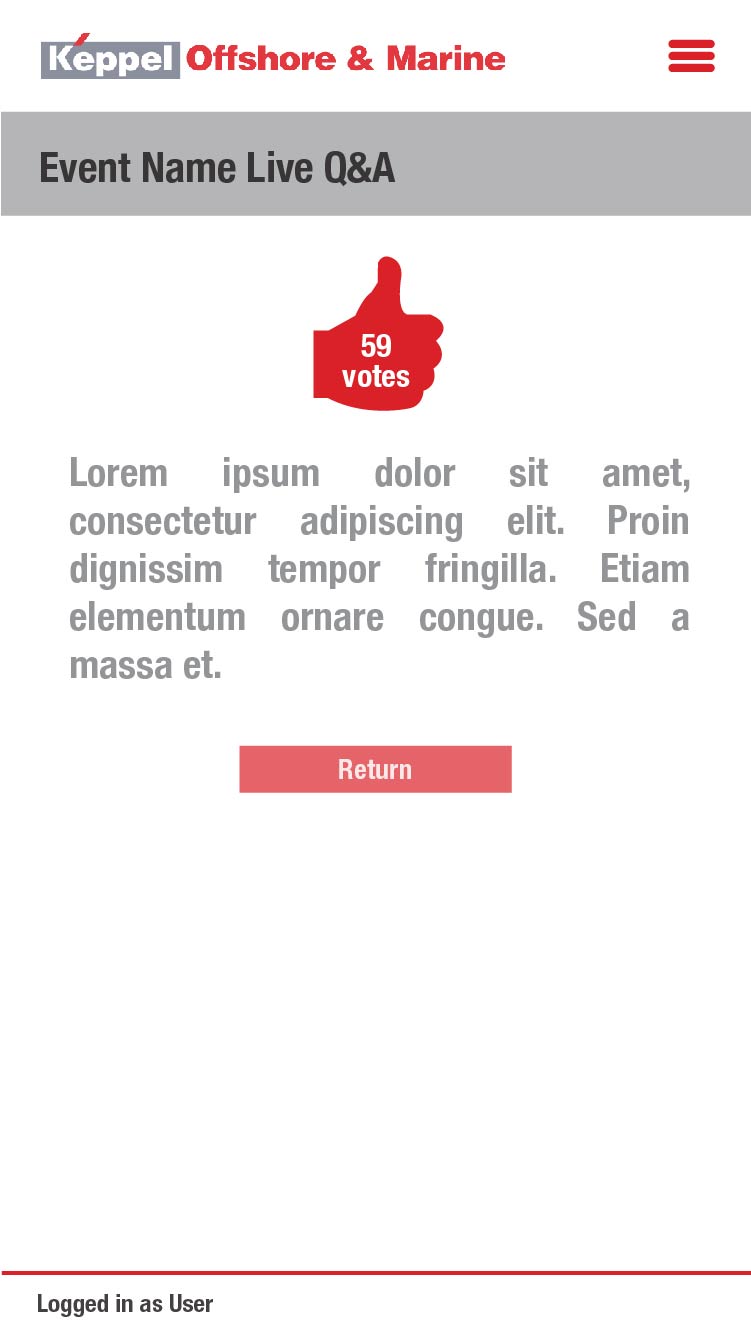 Keppel Offshore & Marine
Event Name Live Q&A
59
votes
Lorem ipsum dolor sit amet,
consectetur adipiscing elit. Proin
dignissim tempor fringilla. Etiam
elementum ornare congue. Sed a
massa et.
Return
Logged in as User